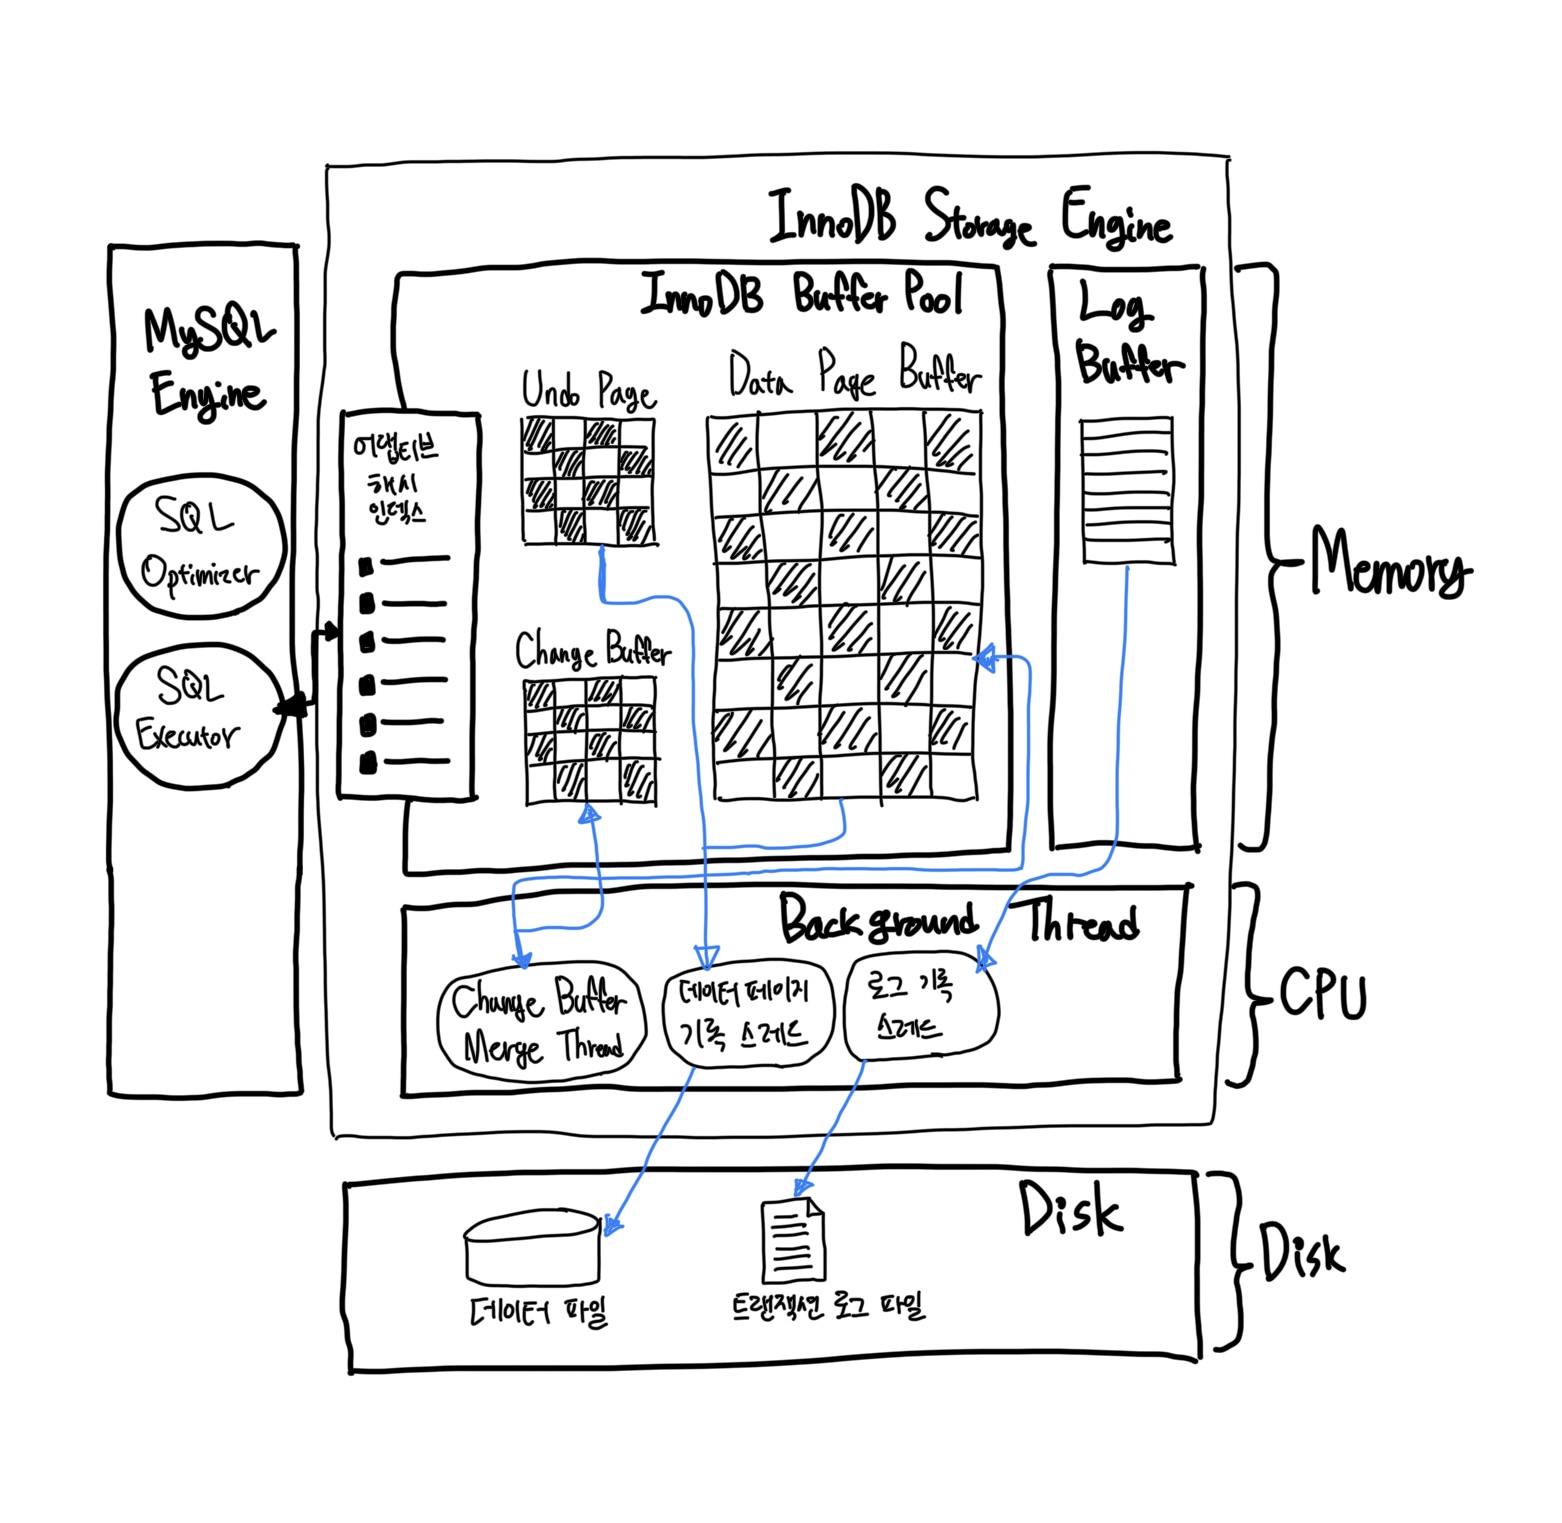 InnoDB Storage Engine
MySQL
Engine
SQL
Optimizer
SQL
Executor
InnoDB Buffer Pool
어댑티브
해시
인덱스
Undo Page
Change Buffer
Data Page Buffer
Log
Buffer
Memory
Background Thread
Change Buffer
Merge Thread
데이터 페이지
기록 스레드
로그 기록
스레드
CPU
Disk
데이터 파일
트랜잭션 로그 파일
Disk